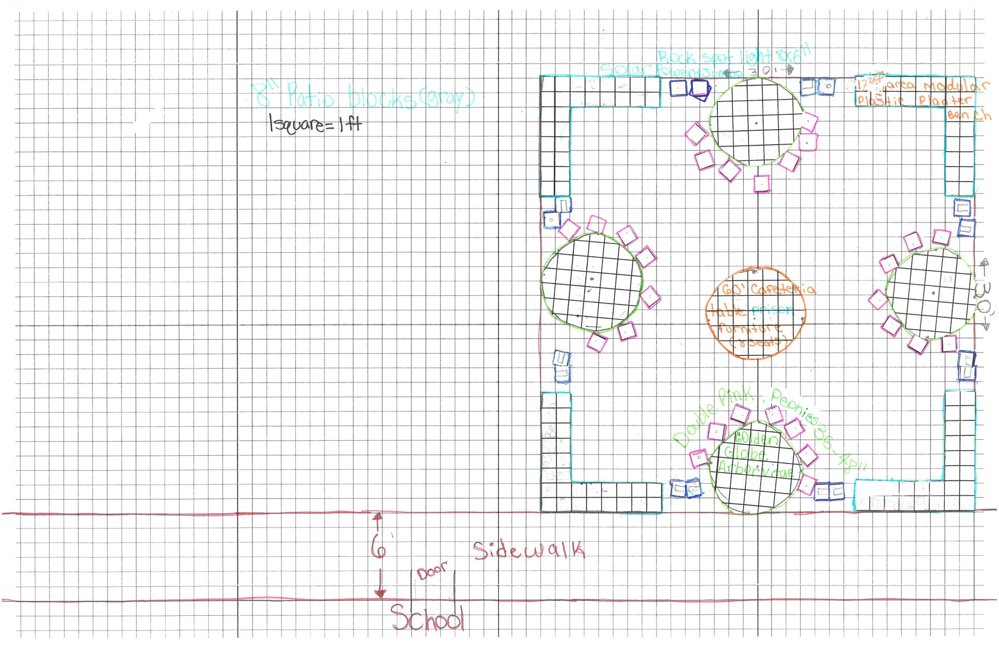 Rock spot light 8x6"
Solar Powerd Jumbo
30'
8" Patio blocks (gray)
1 square = 1 ft
12 2ft area Modular
Plastic Planter
Bench
30'
60' Cafeteria
table prison
furniture
(8 seats)
Double Pink Peonies 36-48"
Golden
Globe
Arborvitae
6'
Sidewalk
Door
School